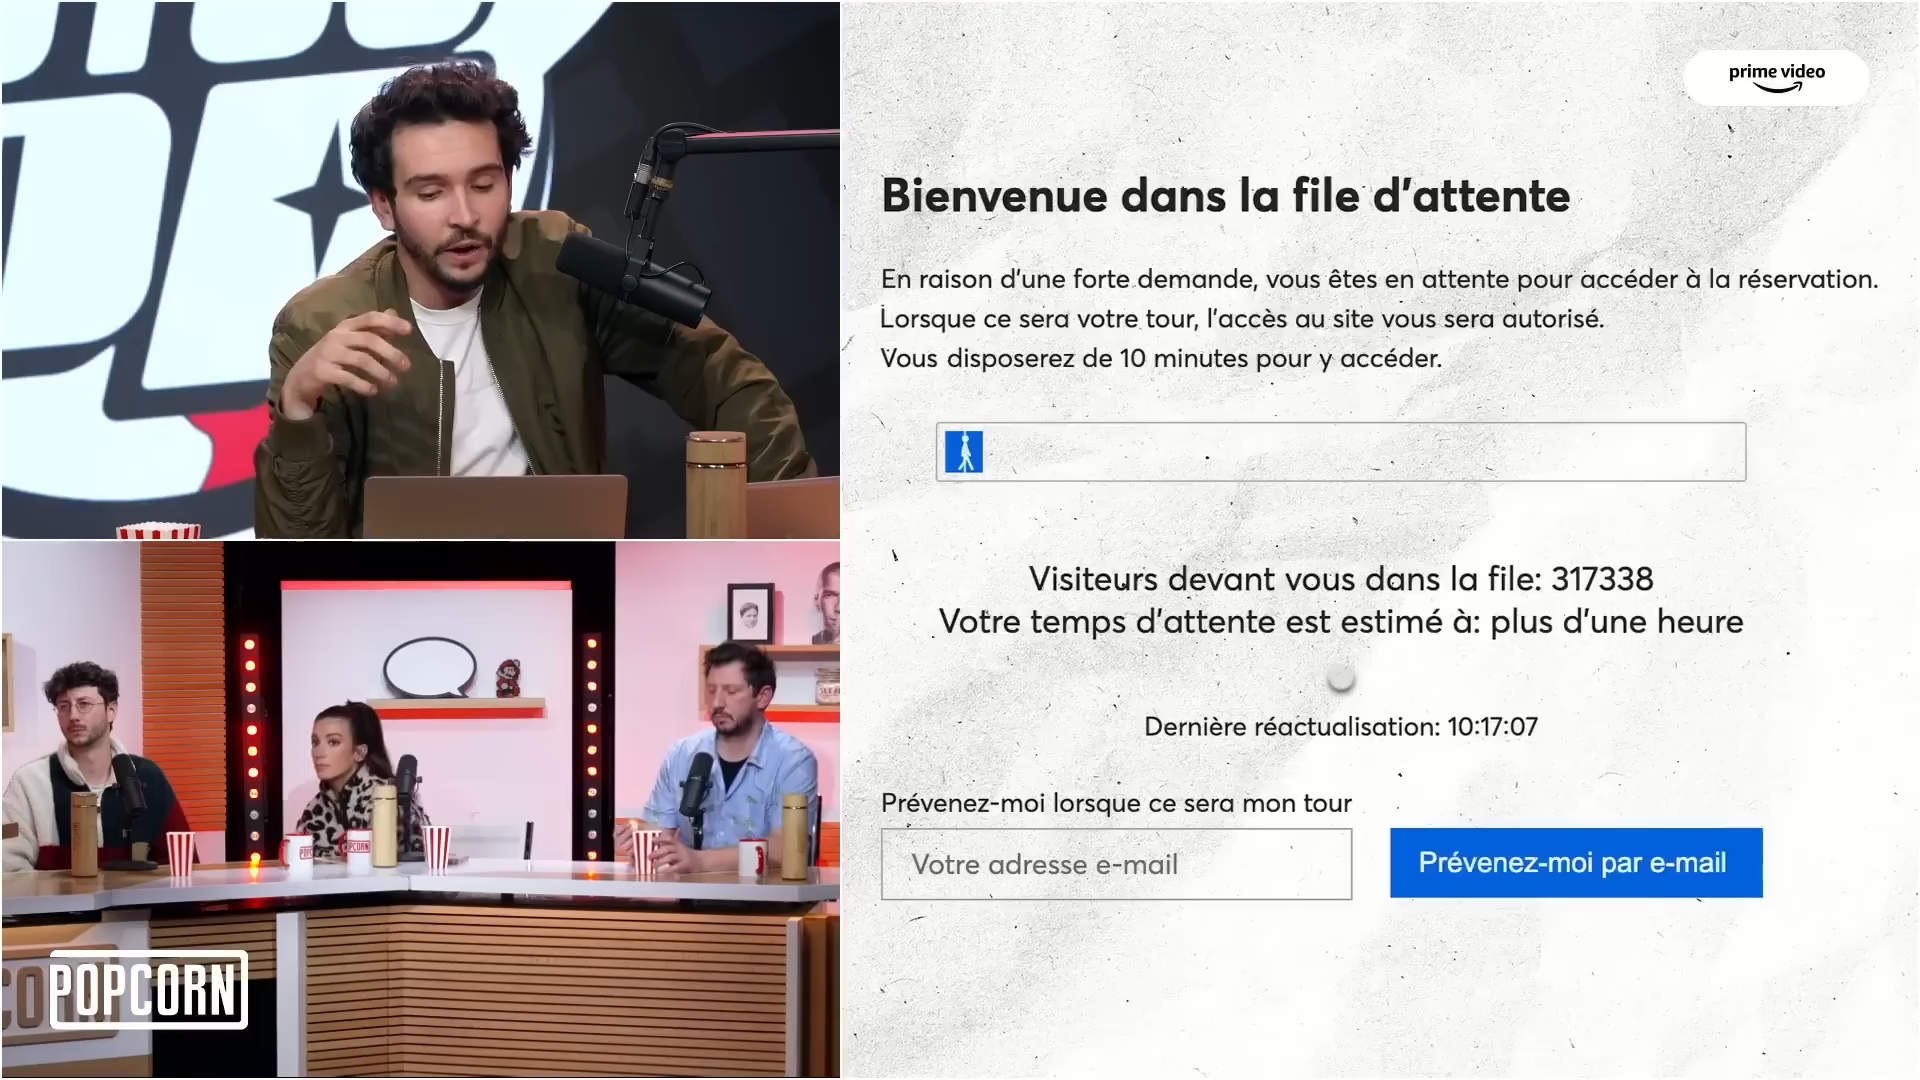 prime video
Bienvenue dans la file d'attente
En raison d'une forte demande, vous êtes en attente pour accéder à la réservation.
Lorsque ce sera votre tour, l'accès au site vous sera autorisé.
Vous disposerez de 10 minutes pour y accéder.
Visiteurs devant vous dans la file: 317338
Votre temps d'attente est estimé à: plus d'une heure
Dernière réactualisation: 10:17:07
Prévenez-moi lorsque ce sera mon tour
Votre adresse e-mail
Prévenez-moi par e-mail
POPCORN